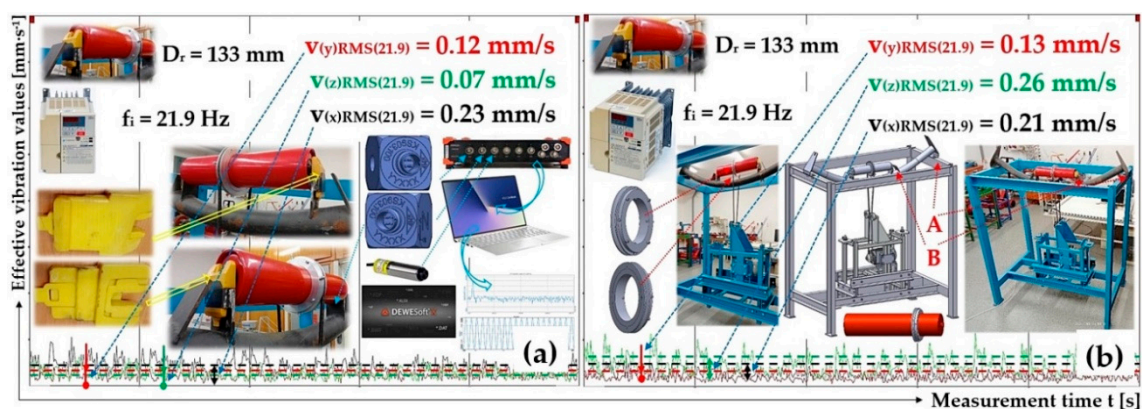 Effective vibration values [mm·s⁻¹]
Dᵣ = 133 mm
fᵢ = 21.9 Hz
v(y)RMS(21.9) = 0.12 mm/s
v(z)RMS(21.9) = 0.07 mm/s
v(x)RMS(21.9) = 0.23 mm/s
DEWESoft
(a)
Dᵣ = 133 mm
fᵢ = 21.9 Hz
v(y)RMS(21.9) = 0.13 mm/s
v(z)RMS(21.9) = 0.26 mm/s
v(x)RMS(21.9) = 0.21 mm/s
A
B
(b)
Measurement time t [s]